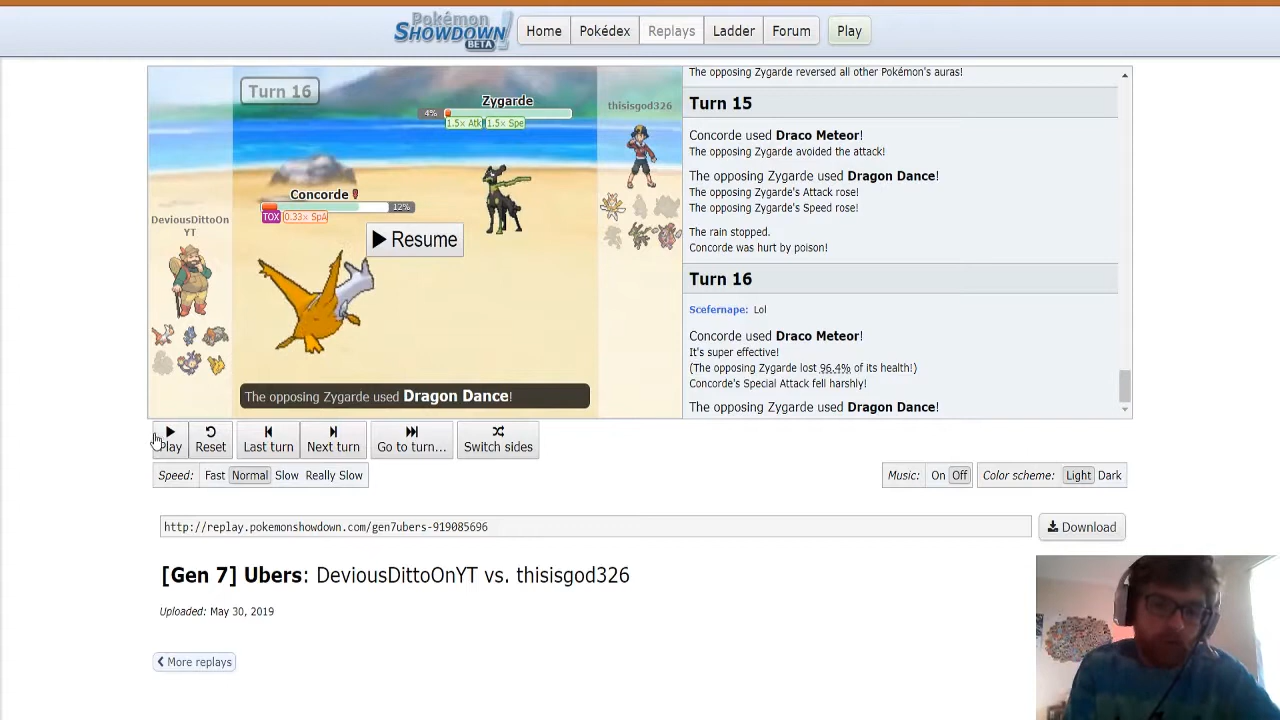 Pokémon
SHOWDOWN!
BETA
Home
Pokédex
Replays
Ladder
Forum
Play
Turn 16
Zygarde
4%
1.5× Atk 1.5× Spe
Concorde
12%
TOX 0.33× SpA
DeviousDittoOn
YT
thisisgod326
Resume
The opposing Zygarde used Dragon Dance!
The opposing Zygarde reversed all other Pokémon's auras!
Turn 15
Concorde used Draco Meteor!
The opposing Zygarde avoided the attack!
The opposing Zygarde used Dragon Dance!
The opposing Zygarde's Attack rose!
The opposing Zygarde's Speed rose!
The rain stopped.
Concorde was hurt by poison!
Turn 16
Scefernape: Lol
Concorde used Draco Meteor!
It's super effective!
(The opposing Zygarde lost 96.4% of its health!)
Concorde's Special Attack fell harshly!
The opposing Zygarde used Dragon Dance!
Play
Reset
Last turn
Next turn
Go to turn...
Switch sides
Speed: Fast Normal Slow Really Slow
Music: On Off
Color scheme: Light Dark
http://replay.pokemonshowdown.com/gen7ubers-919085696
Download
[Gen 7] Ubers: DeviousDittoOnYT vs. thisisgod326
Uploaded: May 30, 2019
More replays